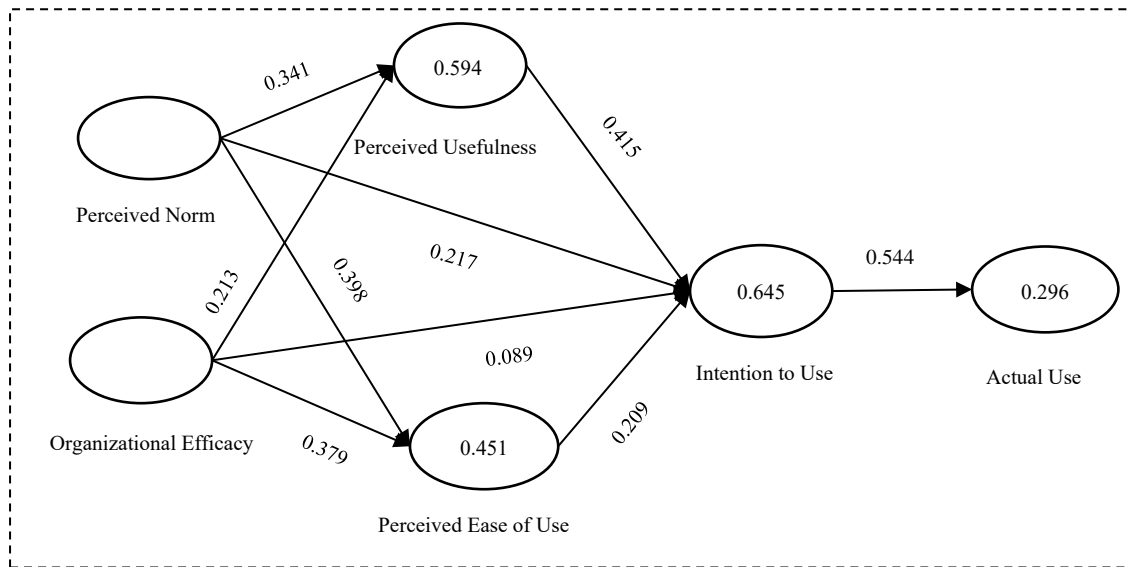 0.594
0.341
Perceived Usefulness
0.415
Perceived Norm
0.217
0.398
0.213
0.544
0.645
0.296
0.089
Intention to Use
Actual Use
Organizational Efficacy
0.379
0.451
0.209
Perceived Ease of Use